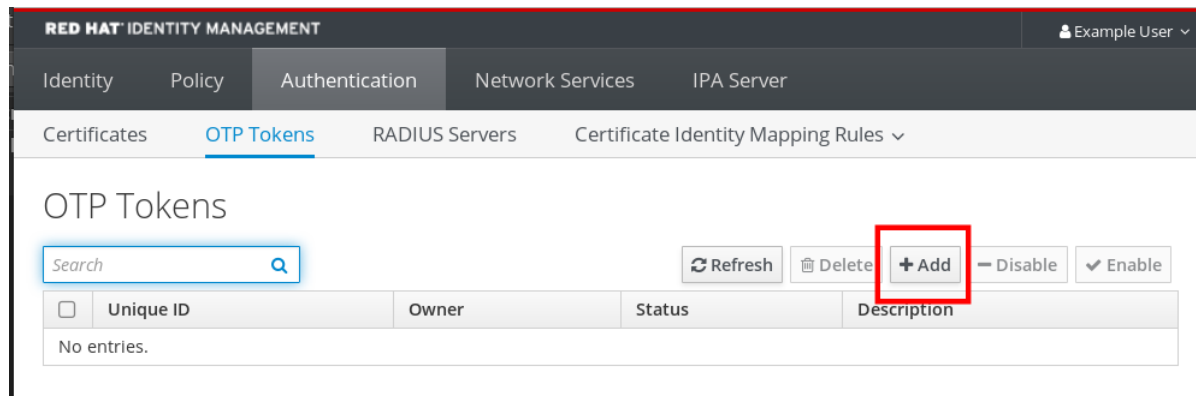 RED HAT® IDENTITY MANAGEMENT Example User
Identity Policy Authentication Network Services IPA Server
Certificates OTP Tokens RADIUS Servers Certificate Identity Mapping Rules
OTP Tokens
Search Refresh Delete + Add − Disable Enable
Unique ID Owner Status Description
No entries.